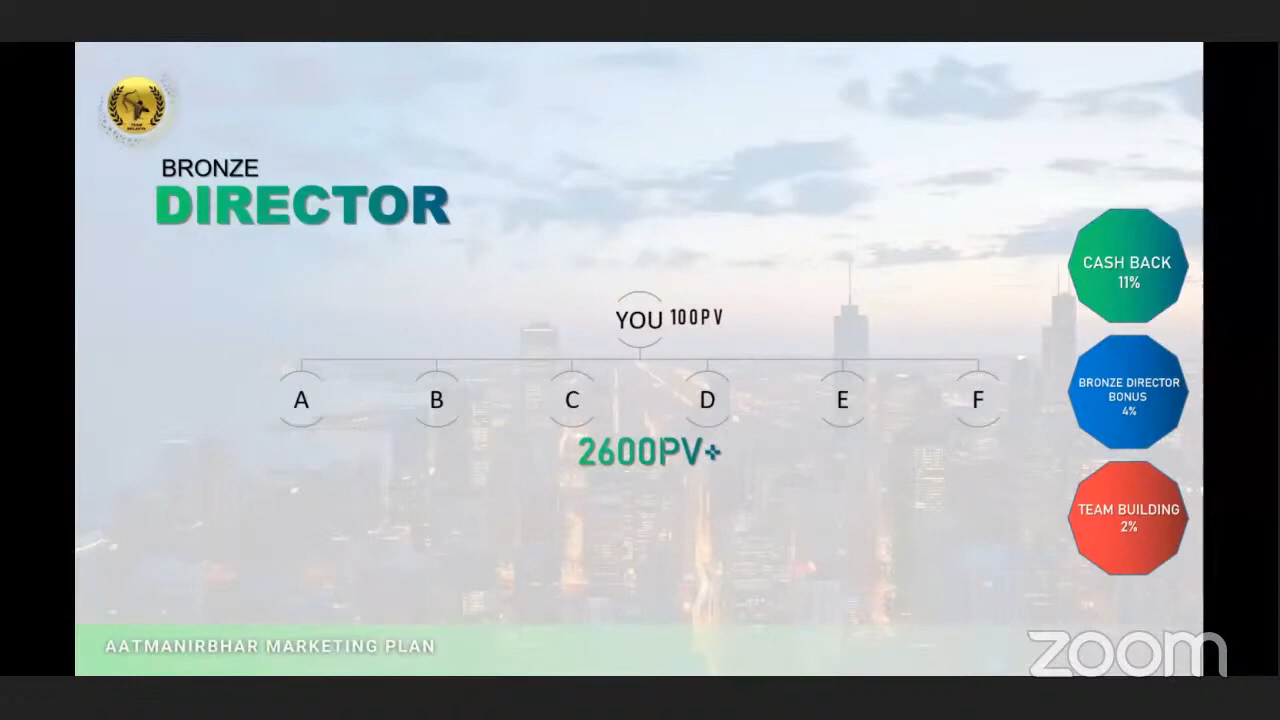 BRONZE
DIRECTOR
YOU 100PV
A B C D E F
2600PV+
CASH BACK
11%
BRONZE DIRECTOR
BONUS
4%
TEAM BUILDING
2%
AATMANIRBHAR MARKETING PLAN
zoom